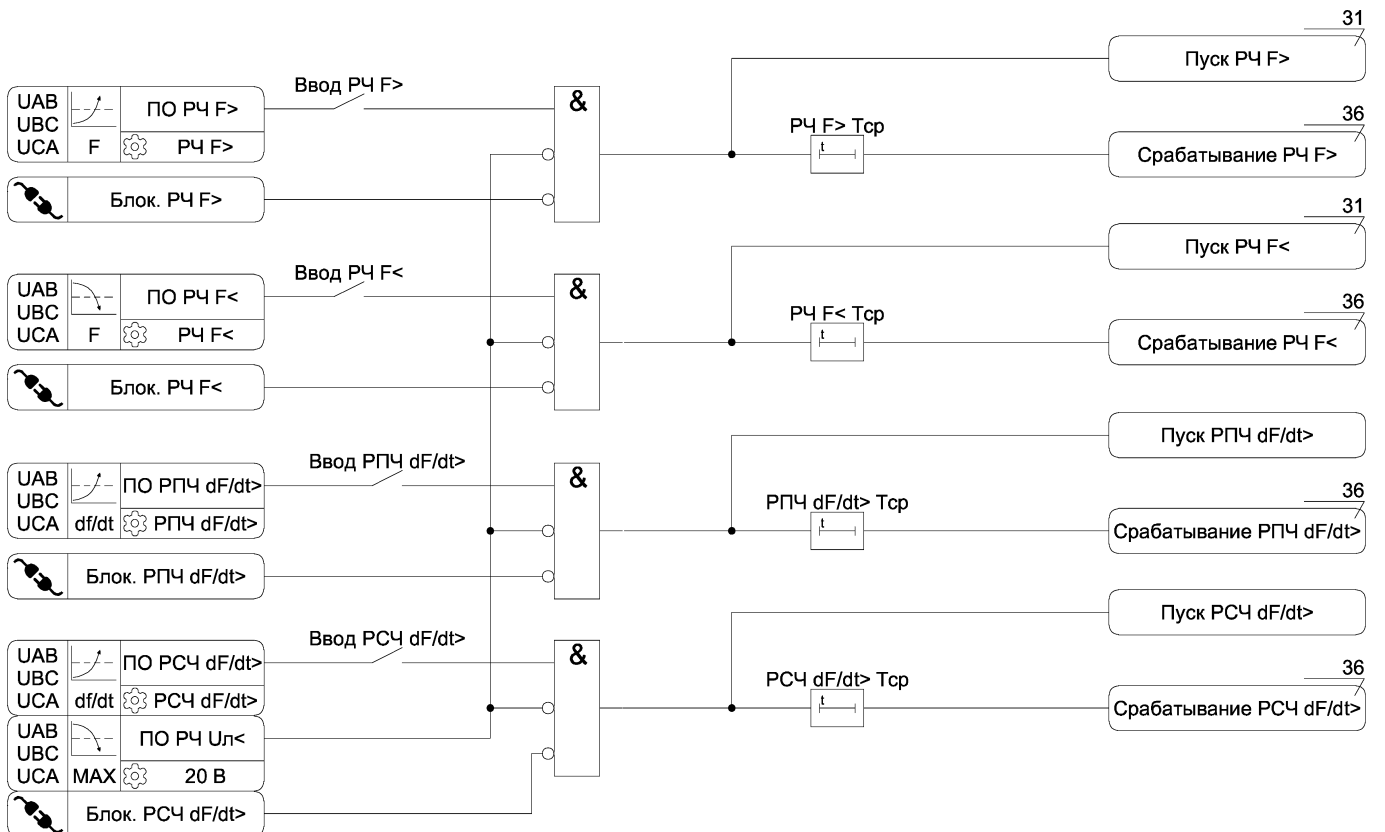 31
Пуск РЧ F>
Ввод РЧ F>
UAB
UBC
UCA
F
ПО РЧ F>
РЧ F>
&
РЧ F> Тср
t
36
Срабатывание РЧ F>
Блок. РЧ F>
31
Пуск РЧ F<
Ввод РЧ F<
UAB
UBC
UCA
F
ПО РЧ F<
РЧ F<
&
РЧ F< Тср
t
36
Срабатывание РЧ F<
Блок. РЧ F<
Пуск РПЧ dF/dt>
Ввод РПЧ dF/dt>
UAB
UBC
UCA
df/dt
ПО РПЧ dF/dt>
РПЧ dF/dt>
&
РПЧ dF/dt> Тср
t
36
Срабатывание РПЧ dF/dt>
Блок. РПЧ dF/dt>
Пуск РСЧ dF/dt>
Ввод РСЧ dF/dt>
UAB
UBC
UCA
df/dt
ПО РСЧ dF/dt>
РСЧ dF/dt>
&
РСЧ dF/dt> Тср
t
36
Срабатывание РСЧ dF/dt>
UAB
UBC
UCA
MAX
ПО РЧ Uл<
20 В
Блок. РСЧ dF/dt>